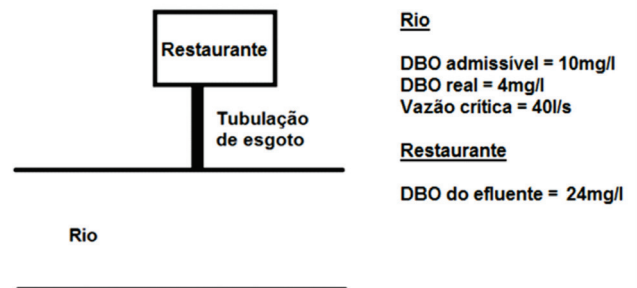 Restaurante
Tubulação
de esgoto
Rio
Rio
DBO admissível = 10mg/l
DBO real = 4mg/l
Vazão crítica = 40l/s
Restaurante
DBO do efluente = 24mg/l